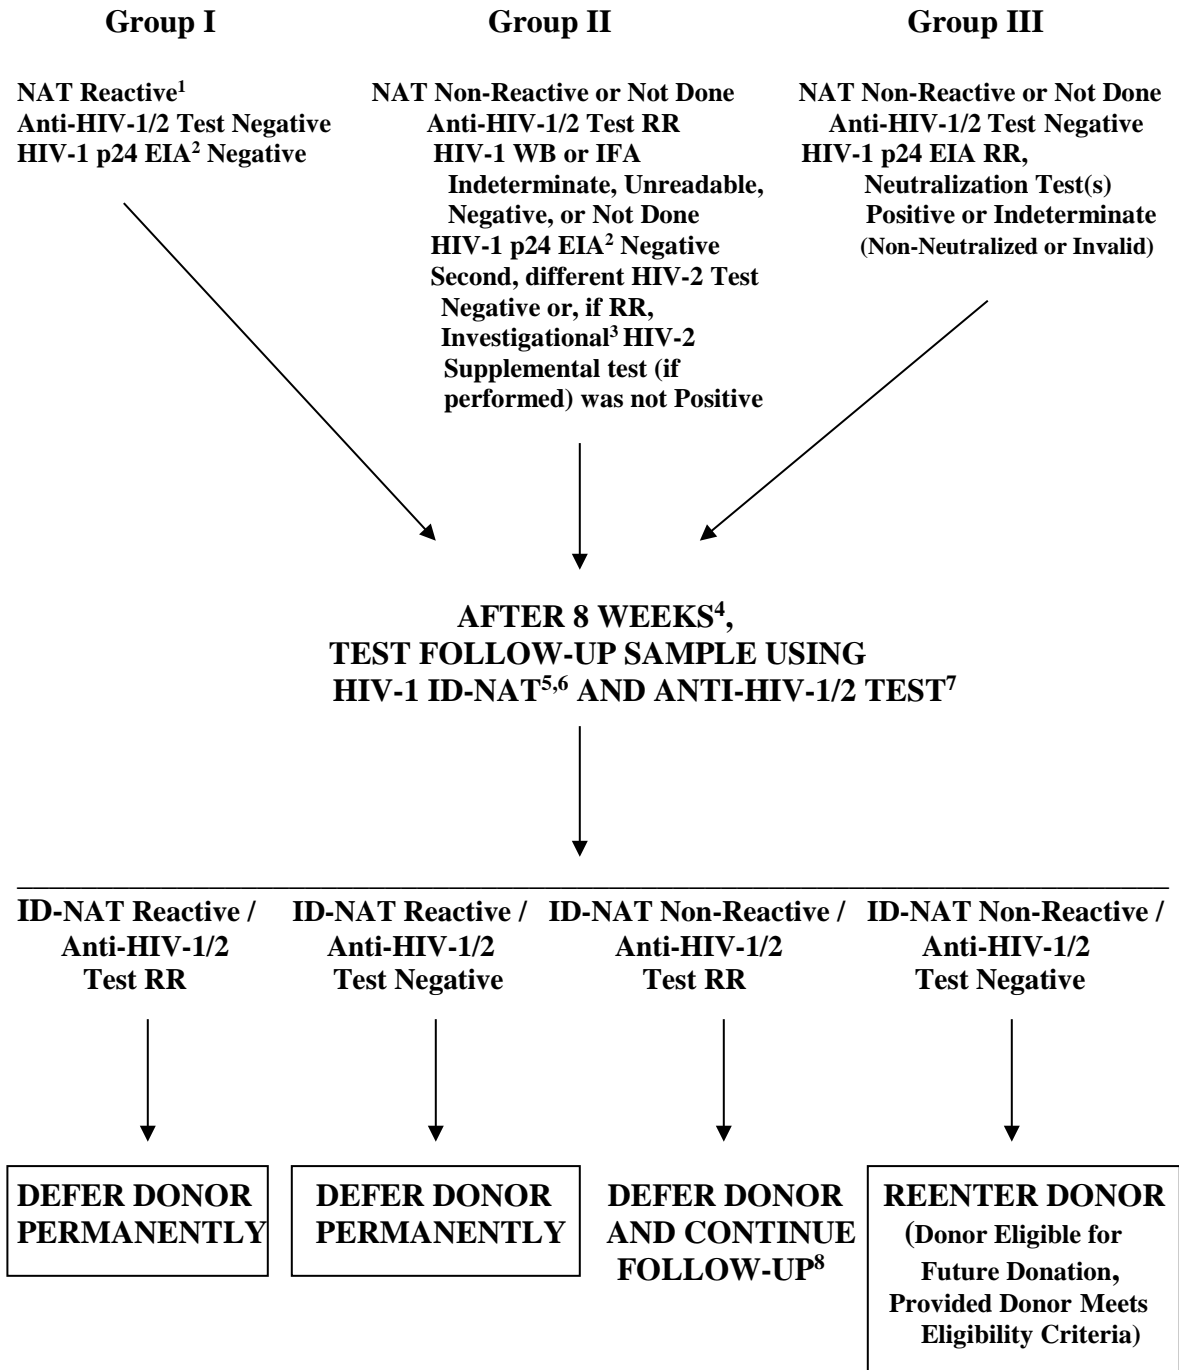 Group I
NAT Reactive1
Anti-HIV-1/2 Test Negative
HIV-1 p24 EIA2 Negative
Group II
NAT Non-Reactive or Not Done
Anti-HIV-1/2 Test RR
HIV-1 WB or IFA
Indeterminate, Unreadable,
Negative, or Not Done
HIV-1 p24 EIA2 Negative
Second, different HIV-2 Test
Negative or, if RR,
Investigational3 HIV-2
Supplemental test (if
performed) was not Positive
Group III
NAT Non-Reactive or Not Done
Anti-HIV-1/2 Test Negative
HIV-1 p24 EIA RR,
Neutralization Test(s)
Positive or Indeterminate
(Non-Neutralized or Invalid)
AFTER 8 WEEKS4,
TEST FOLLOW-UP SAMPLE USING
HIV-1 ID-NAT5,6 AND ANTI-HIV-1/2 TEST7
ID-NAT Reactive /
Anti-HIV-1/2
Test RR
ID-NAT Reactive /
Anti-HIV-1/2
Test Negative
ID-NAT Non-Reactive /
Anti-HIV-1/2
Test RR
ID-NAT Non-Reactive /
Anti-HIV-1/2
Test Negative
DEFER DONOR
PERMANENTLY
DEFER DONOR
PERMANENTLY
DEFER DONOR
AND CONTINUE
FOLLOW-UP8
REENTER DONOR
(Donor Eligible for
Future Donation,
Provided Donor Meets
Eligibility Criteria)